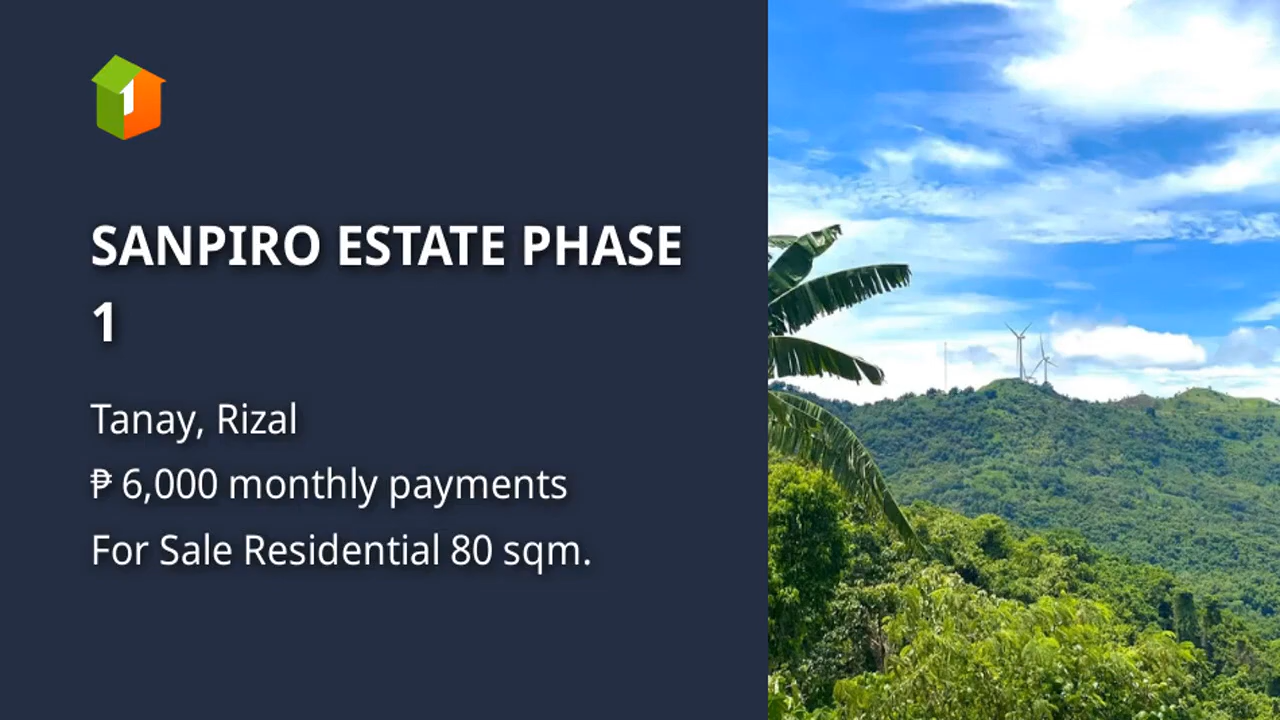 SANPIRO ESTATE PHASE
1
Tanay, Rizal
₱ 6,000 monthly payments
For Sale Residential 80 sqm.